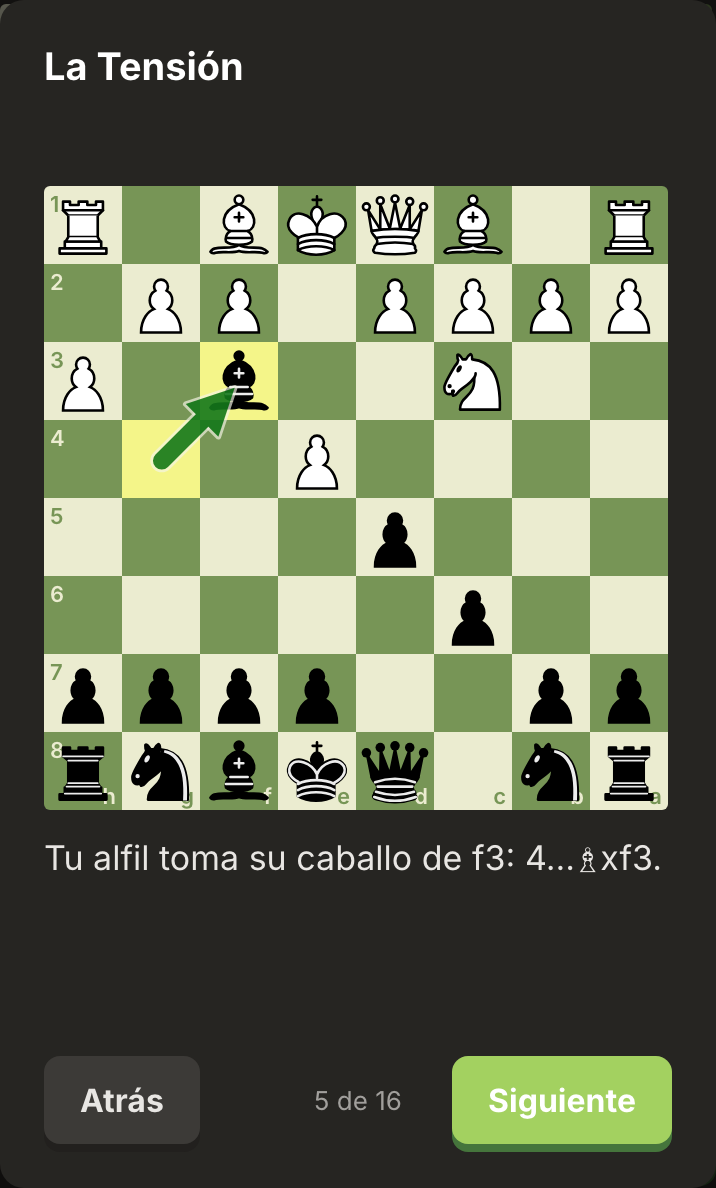 La Tensión
1
2
3
4
5
6
7
8
h g f e d c b a
Tu alfil toma su caballo de f3: 4...♗xf3.
Atrás
5 de 16
Siguiente